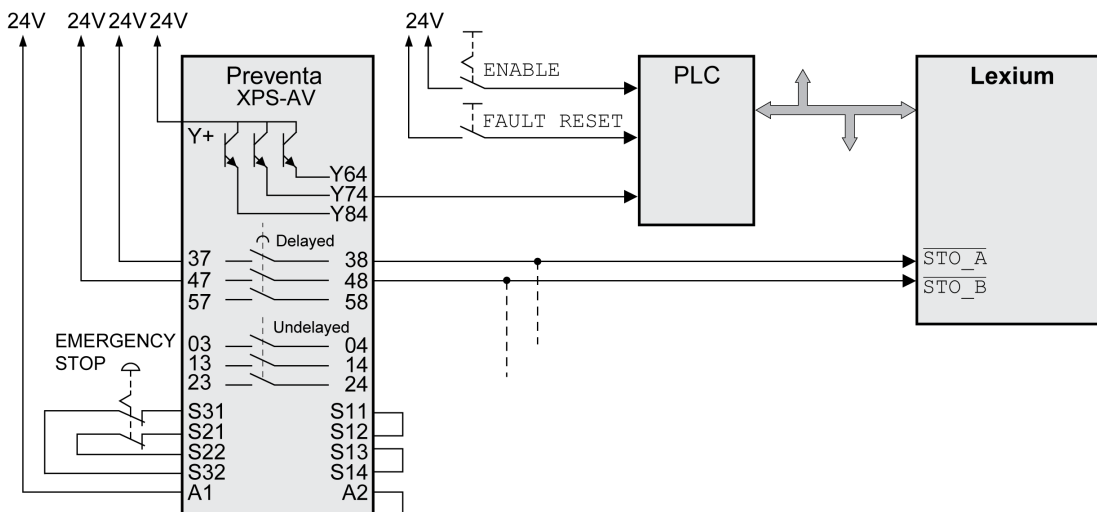 24V 24V 24V 24V 24V
Preventa
XPS-AV
ENABLE
PLC
Lexium
FAULT RESET
Y+
Y64
Y74
Y84
Delayed
37 38 STO_A
47 48 STO_B
57 58
Undelayed
EMERGENCY
STOP
03 04
13 14
23 24
S31 S11
S21 S12
S22 S13
S32 S14
A1 A2